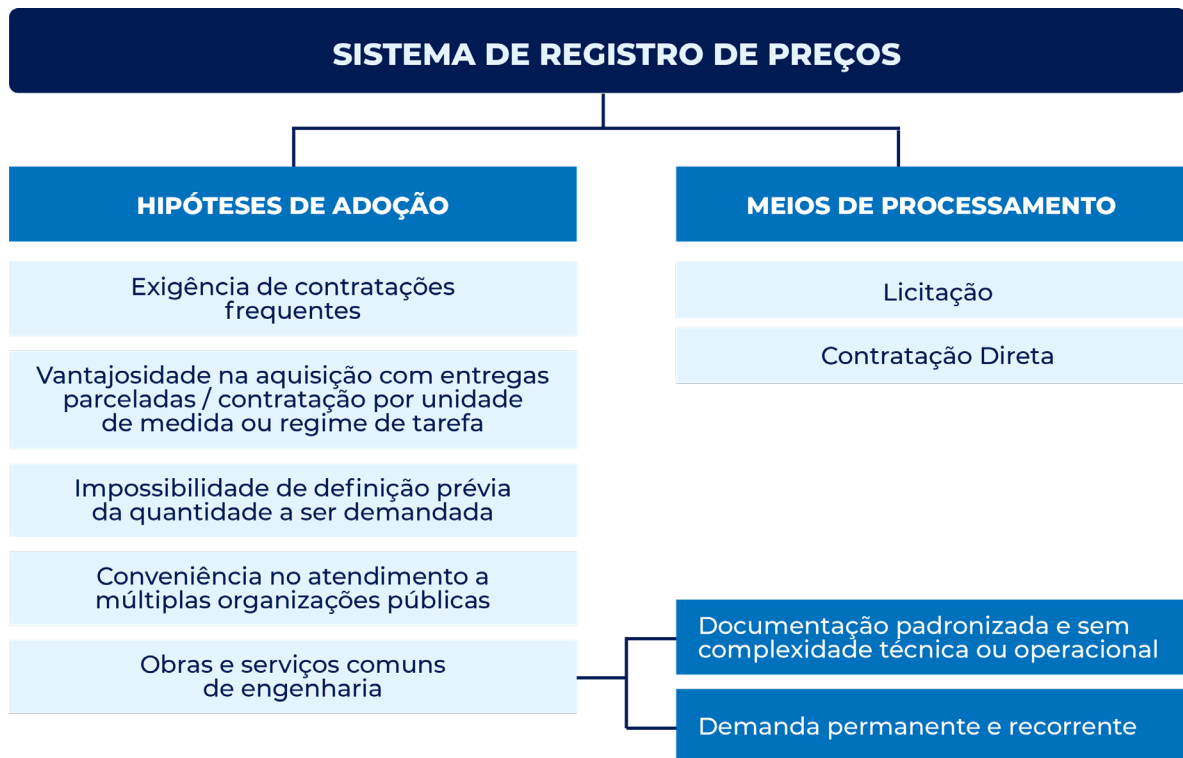 SISTEMA DE REGISTRO DE PREÇOS
HIPÓTESES DE ADOÇÃO
Exigência de contratações
frequentes
Vantajosidade na aquisição com entregas
parceladas / contratação por unidade
de medida ou regime de tarefa
Impossibilidade de definição prévia
da quantidade a ser demandada
Conveniência no atendimento a
múltiplas organizações públicas
Obras e serviços comuns
de engenharia
MEIOS DE PROCESSAMENTO
Licitação
Contratação Direta
Documentação padronizada e sem
complexidade técnica ou operacional
Demanda permanente e recorrente